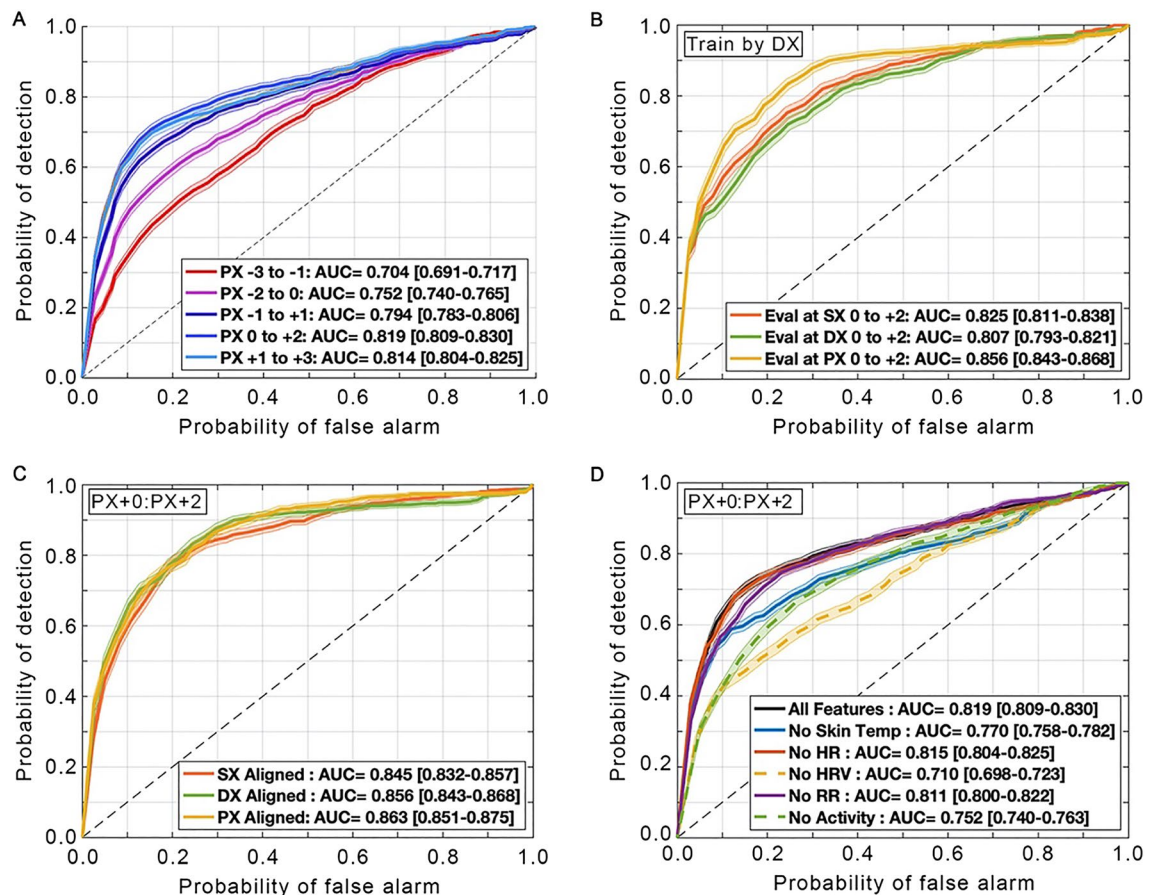 A
1.0
0.8
0.6
0.4
0.2
0.0
Probability of detection
PX -3 to -1: AUC= 0.704 [0.691-0.717]
PX -2 to 0: AUC= 0.752 [0.740-0.765]
PX -1 to +1: AUC= 0.794 [0.783-0.806]
PX 0 to +2: AUC= 0.819 [0.809-0.830]
PX +1 to +3: AUC= 0.814 [0.804-0.825]
0.0 0.2 0.4 0.6 0.8 1.0
Probability of false alarm
B
Train by DX
1.0
0.8
0.6
0.4
0.2
0.0
Probability of detection
Eval at SX 0 to +2: AUC= 0.825 [0.811-0.838]
Eval at DX 0 to +2: AUC= 0.807 [0.793-0.821]
Eval at PX 0 to +2: AUC= 0.856 [0.843-0.868]
0.0 0.2 0.4 0.6 0.8 1.0
Probability of false alarm
C
PX+0:PX+2
1.0
0.8
0.6
0.4
0.2
0.0
Probability of detection
SX Aligned : AUC= 0.845 [0.832-0.857]
DX Aligned : AUC= 0.856 [0.843-0.868]
PX Aligned: AUC= 0.863 [0.851-0.875]
0.0 0.2 0.4 0.6 0.8 1.0
Probability of false alarm
D
PX+0:PX+2
1.0
0.8
0.6
0.4
0.2
0.0
Probability of detection
All Features : AUC= 0.819 [0.809-0.830]
No Skin Temp : AUC= 0.770 [0.758-0.782]
No HR : AUC= 0.815 [0.804-0.825]
No HRV : AUC= 0.710 [0.698-0.723]
No RR : AUC= 0.811 [0.800-0.822]
No Activity : AUC= 0.752 [0.740-0.763]
0.0 0.2 0.4 0.6 0.8 1.0
Probability of false alarm